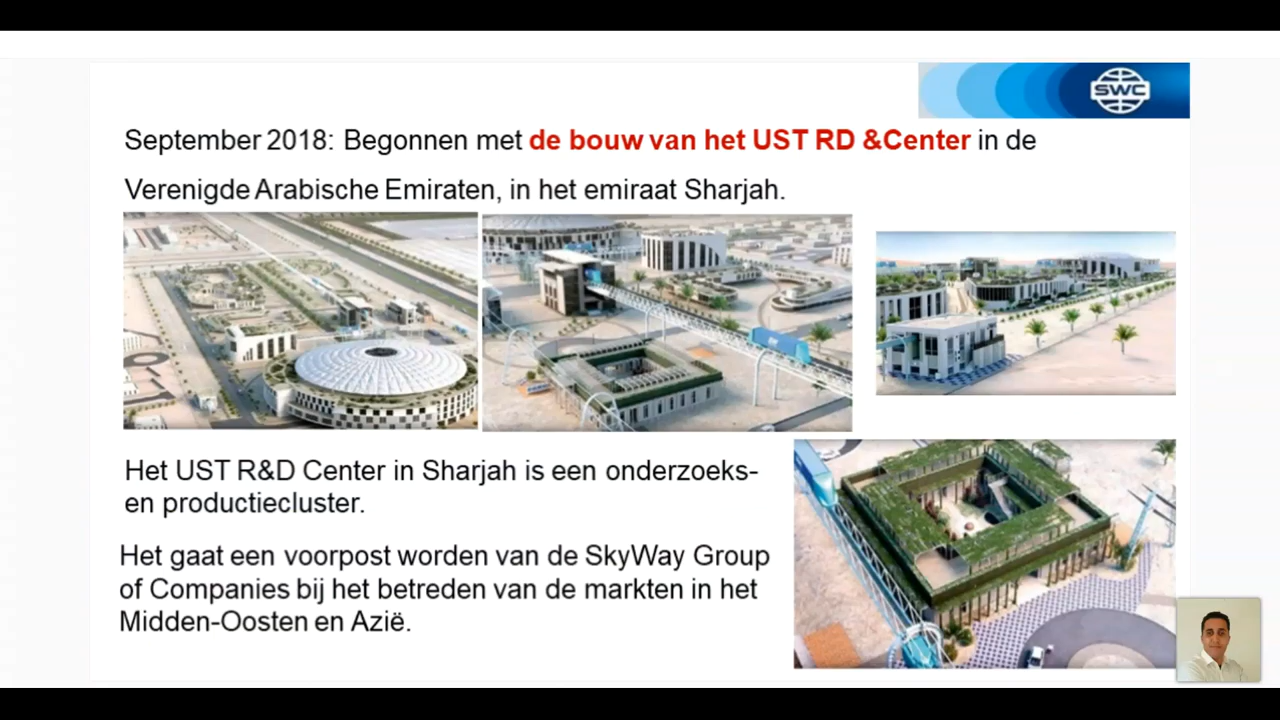 SWC
September 2018: Begonnen met de bouw van het UST RD &Center in de
Verenigde Arabische Emiraten, in het emiraat Sharjah.
Het UST R&D Center in Sharjah is een onderzoeks-
en productiecluster.
Het gaat een voorpost worden van de SkyWay Group
of Companies bij het betreden van de markten in het
Midden-Oosten en Azië.